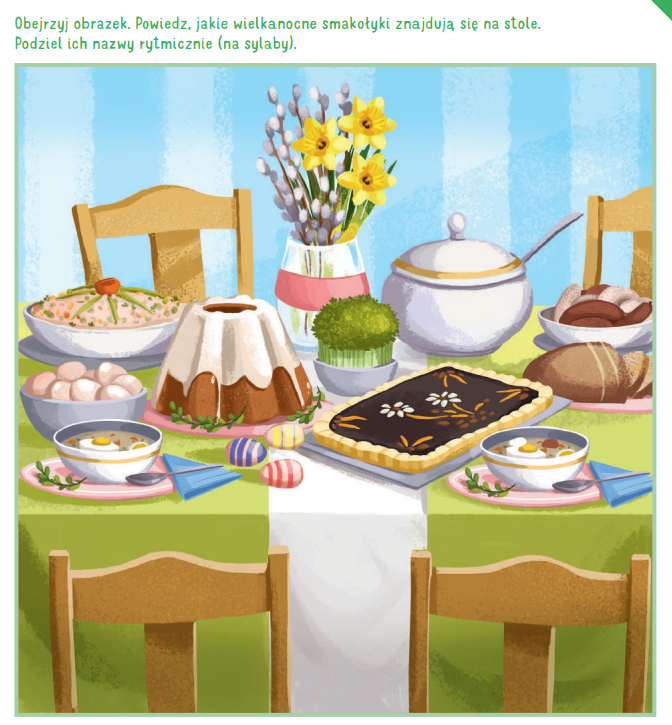 Obejrzyj obrazek. Powiedz, jakie wielkanocne smakołyki znajdują się na stole.
Podziel ich nazwy rytmicznie (na sylaby).